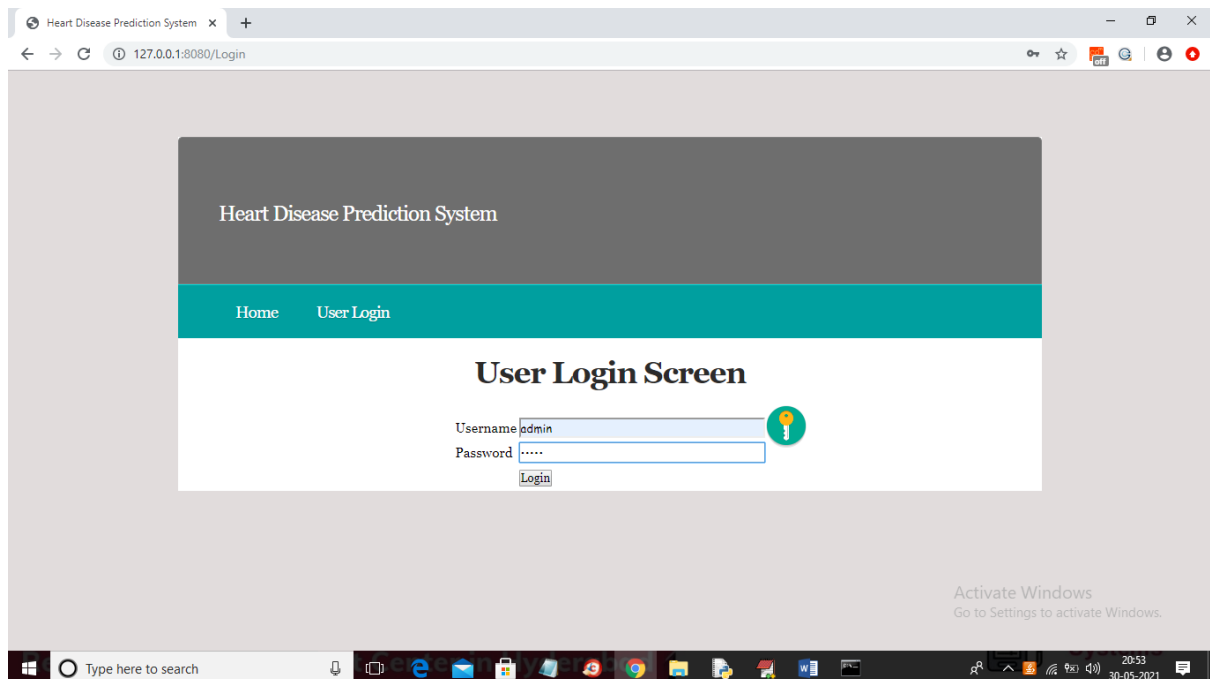 Heart Disease Prediction System
127.0.0.1:8080/Login
off
Heart Disease Prediction System
Home User Login
User Login Screen
Username admin
Password •••••
Login
Activate Windows
Go to Settings to activate Windows.
Type here to search
20:53
30-05-2021